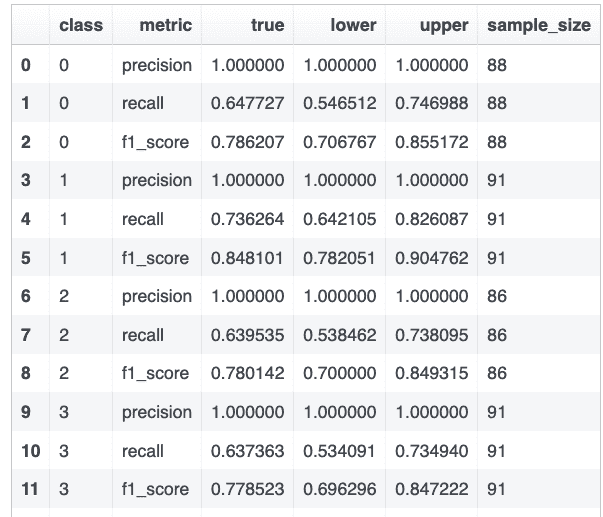 class metric true lower upper sample_size
0 0 precision 1.000000 1.000000 1.000000 88
1 0 recall 0.647727 0.546512 0.746988 88
2 0 f1_score 0.786207 0.706767 0.855172 88
3 1 precision 1.000000 1.000000 1.000000 91
4 1 recall 0.736264 0.642105 0.826087 91
5 1 f1_score 0.848101 0.782051 0.904762 91
6 2 precision 1.000000 1.000000 1.000000 86
7 2 recall 0.639535 0.538462 0.738095 86
8 2 f1_score 0.780142 0.700000 0.849315 86
9 3 precision 1.000000 1.000000 1.000000 91
10 3 recall 0.637363 0.534091 0.734940 91
11 3 f1_score 0.778523 0.696296 0.847222 91